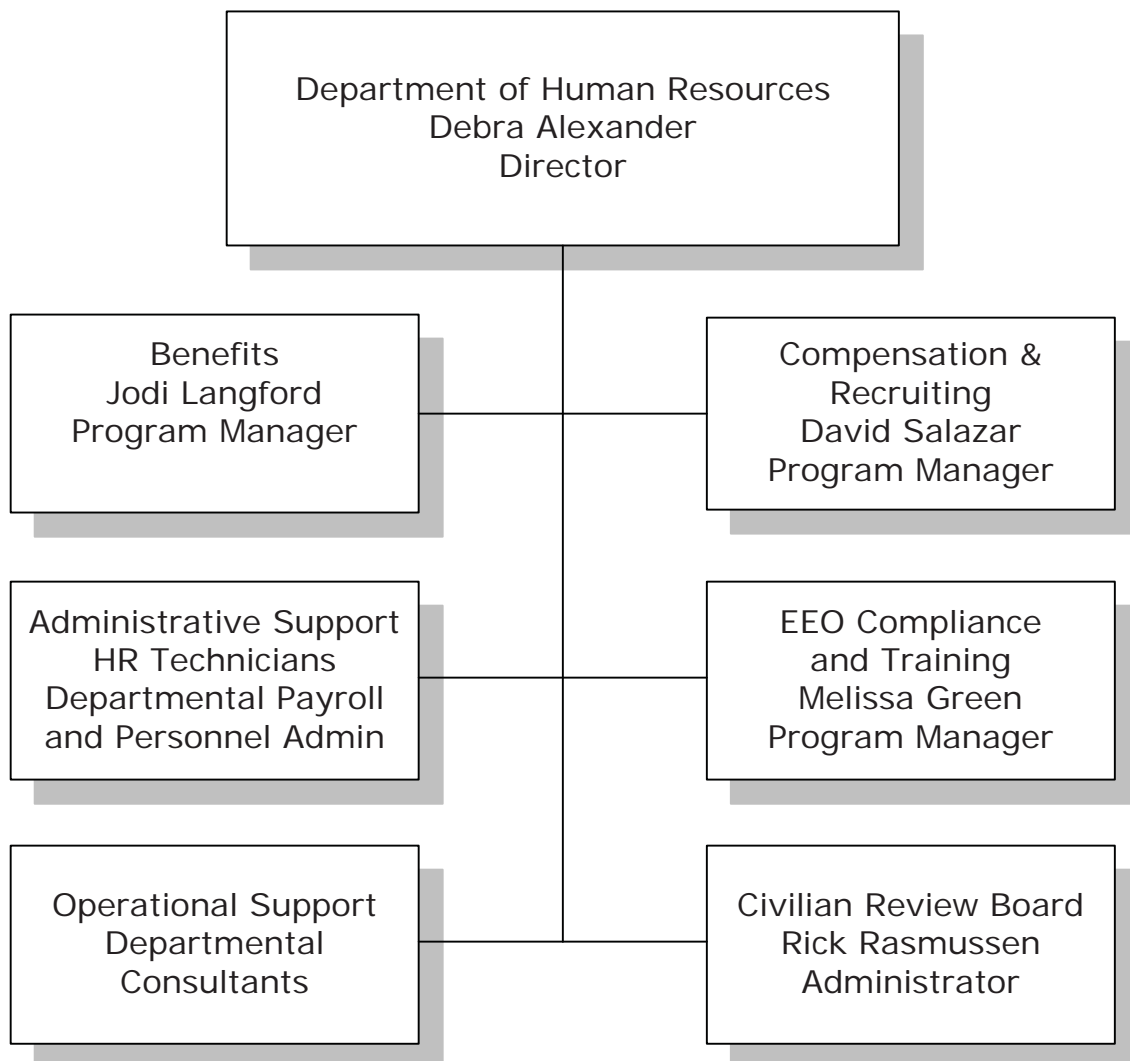 Department of Human Resources
Debra Alexander
Director
Benefits
Jodi Langford
Program Manager
Compensation &
Recruiting
David Salazar
Program Manager
Administrative Support
HR Technicians
Departmental Payroll
and Personnel Admin
EEO Compliance
and Training
Melissa Green
Program Manager
Operational Support
Departmental
Consultants
Civilian Review Board
Rick Rasmussen
Administrator